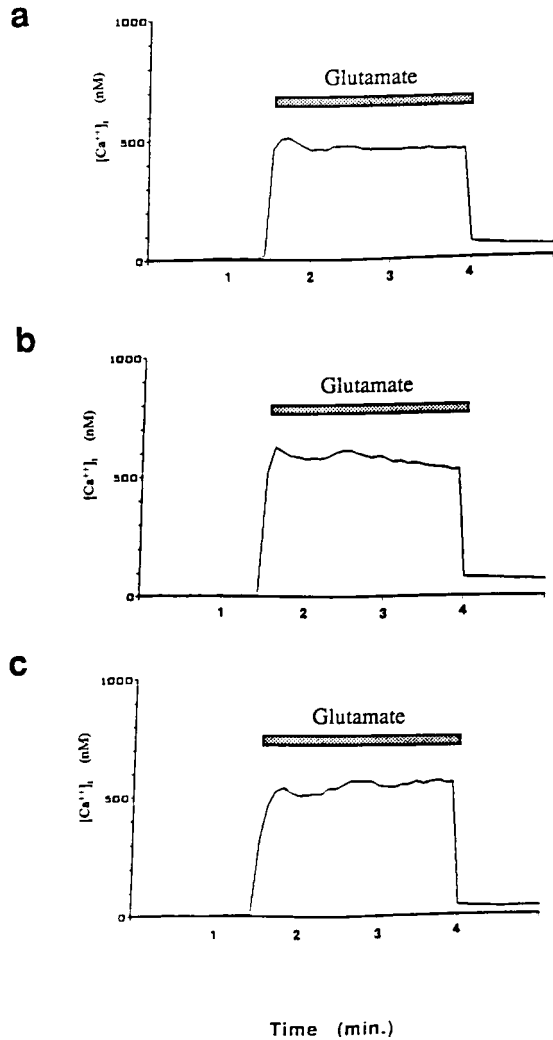 a
1000
Glutamate
[Ca⁺⁺]ᵢ (nM)
500
0
1 2 3 4
b
1000
Glutamate
[Ca⁺⁺]ᵢ (nM)
500
0
1 2 3 4
c
1000
Glutamate
[Ca⁺⁺]ᵢ (nM)
500
0
1 2 3 4
Time (min.)